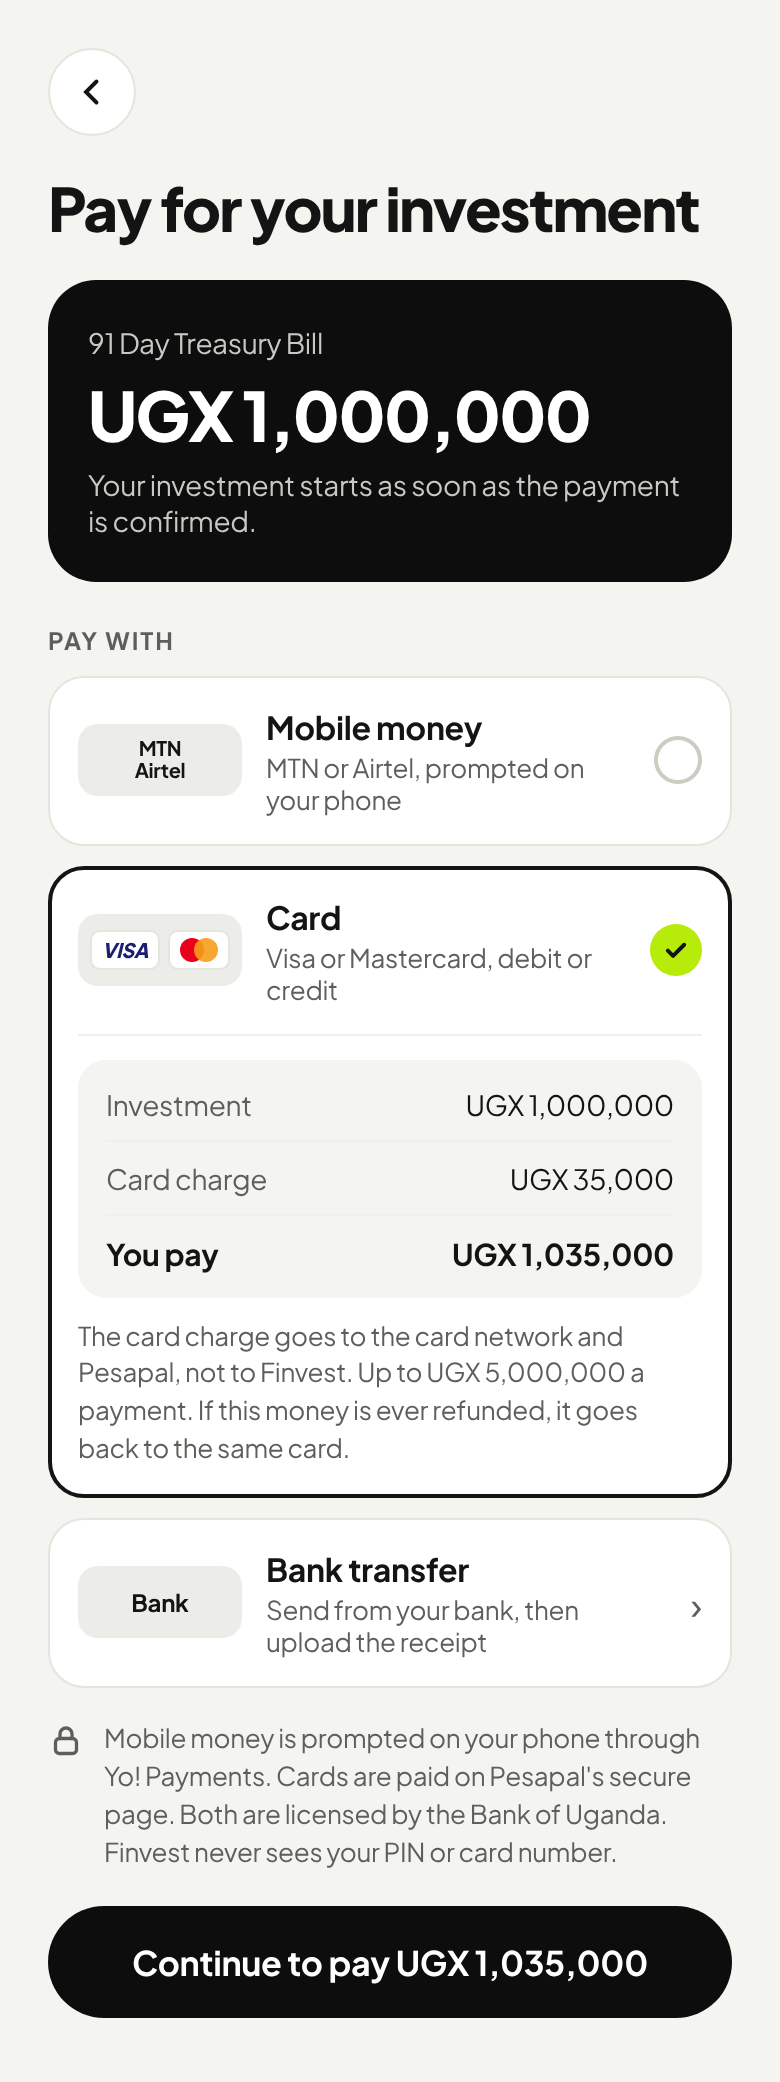 Pay for your investment
91 Day Treasury Bill
UGX 1,000,000
Your investment starts as soon as the payment
is confirmed.
PAY WITH
MTN
Airtel
Mobile money
MTN or Airtel, prompted on
your phone
VISA
Card
Visa or Mastercard, debit or
credit
Investment UGX 1,000,000
Card charge UGX 35,000
You pay UGX 1,035,000
The card charge goes to the card network and
Pesapal, not to Finvest. Up to UGX 5,000,000 a
payment. If this money is ever refunded, it goes
back to the same card.
Bank
Bank transfer
Send from your bank, then
upload the receipt
Mobile money is prompted on your phone through
Yo! Payments. Cards are paid on Pesapal's secure
page. Both are licensed by the Bank of Uganda.
Finvest never sees your PIN or card number.
Continue to pay UGX 1,035,000